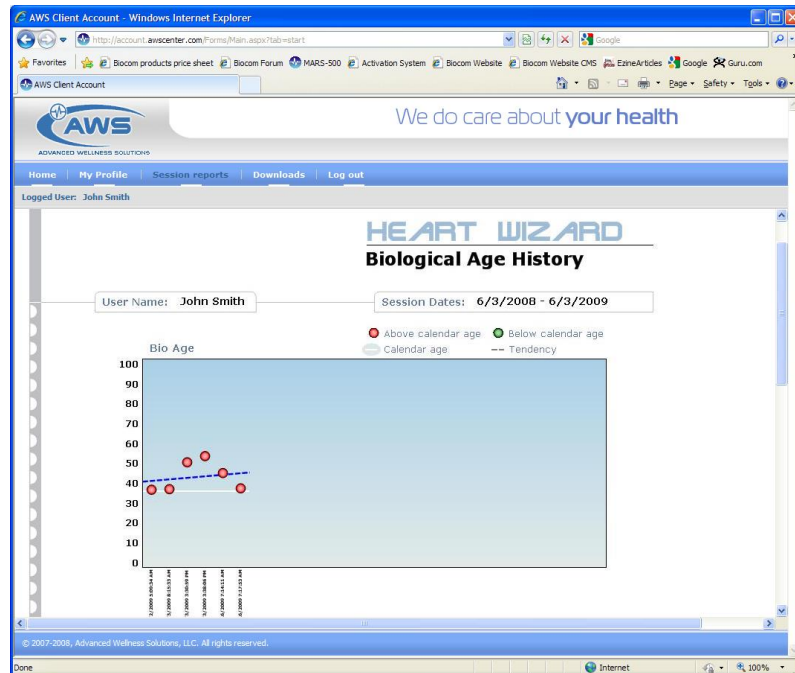 AWS Client Account - Windows Internet Explorer
http://account.awscenter.com/Forms/Main.aspx?tab=start
Google
Favorites Biocom products price sheet Biocom Forum MARS-500 Activation System Biocom Website Biocom Website CMS EzineArticles Google Guru.com
AWS Client Account
Page Safety Tools
AWS
ADVANCED WELLNESS SOLUTIONS
We do care about your health
Home My Profile Session reports Downloads Log out
Logged User: John Smith
HEART WIZARD
Biological Age History
User Name: John Smith
Session Dates: 6/3/2008 - 6/3/2009
Above calendar age Below calendar age
Calendar age -- Tendency
Bio Age
100
90
80
70
60
50
40
30
20
10
0
© 2007-2008, Advanced Wellness Solutions, LLC. All rights reserved.
Done
Internet
100%